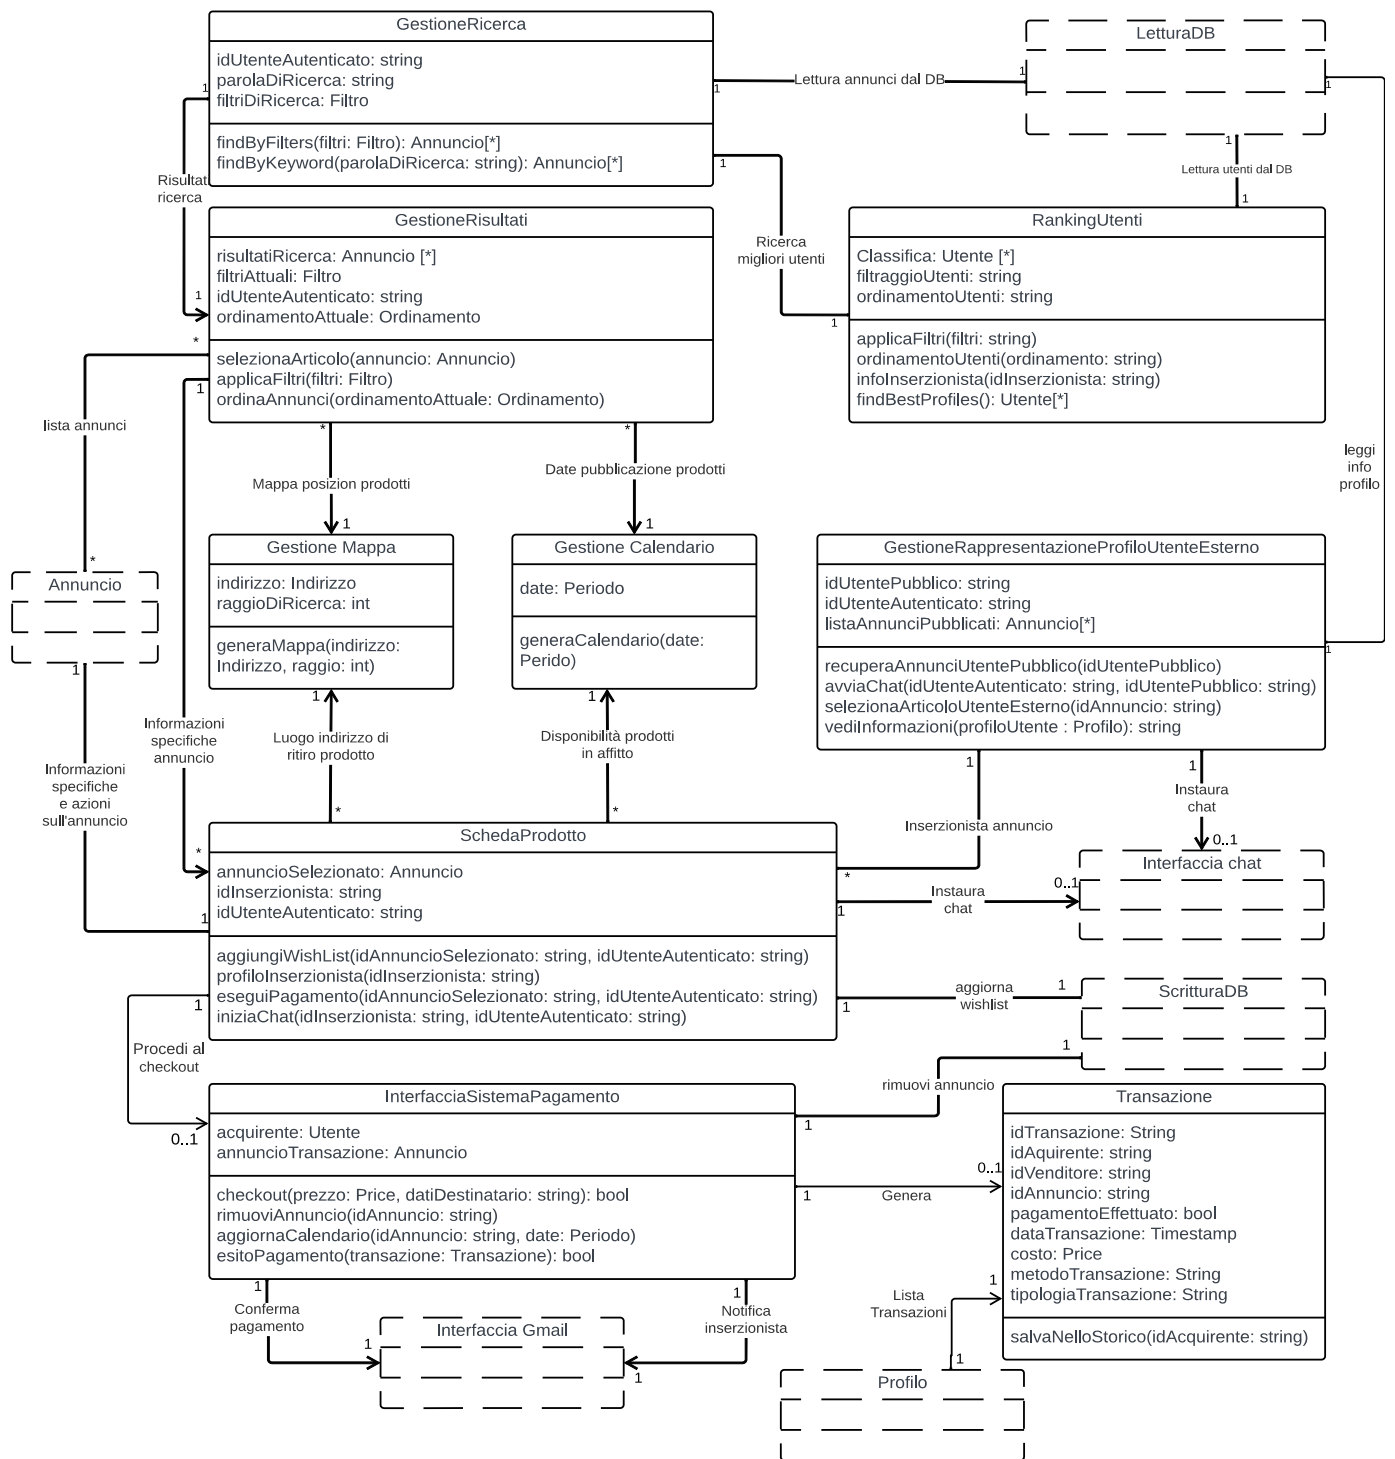 GestioneRicerca
idUtenteAutenticato: string
parolaDiRicerca: string
filtriDiRicerca: Filtro
findByFilters(filtri: Filtro): Annuncio[*]
findByKeyword(parolaDiRicerca: string): Annuncio[*]
LetturaDB
1
Lettura annunci dal DB
1
1
1
1
1
Lettura utenti dal DB
1
Risultat
ricerca
1
GestioneRisultati
risultatiRicerca: Annuncio [*]
filtriAttuali: Filtro
idUtenteAutenticato: string
ordinamentoAttuale: Ordinamento
selezionaArticolo(annuncio: Annuncio)
applicaFiltri(filtri: Filtro)
ordinaAnnunci(ordinamentoAttuale: Ordinamento)
Ricerca
migliori utenti
1
RankingUtenti
Classifica: Utente [*]
filtraggioUtenti: string
ordinamentoUtenti: string
applicaFiltri(filtri: string)
ordinamentoUtenti(ordinamento: string)
infoInserzionista(idInserzionista: string)
findBestProfiles(): Utente[*]
*
1
lista annunci
*
*
leggi
info
profilo
Mappa posizion prodotti
Date pubblicazione prodotti
1
1
Gestione Mappa
indirizzo: Indirizzo
raggioDiRicerca: int
generaMappa(indirizzo:
Indirizzo, raggio: int)
Gestione Calendario
date: Periodo
generaCalendario(date:
Perido)
GestioneRappresentazioneProfiloUtenteEsterno
idUtentePubblico: string
idUtenteAutenticato: string
listaAnnunciPubblicati: Annuncio[*]
recuperaAnnunciUtentePubblico(idUtentePubblico)
avviaChat(idUtenteAutenticato: string, idUtentePubblico: string)
selezionaArticoloUtenteEsterno(idAnnuncio: string)
vediInformazioni(profiloUtente : Profilo): string
1
*
Annuncio
1
1
1
Informazioni
specifiche
annuncio
Luogo indirizzo di
ritiro prodotto
Disponibilità prodotti
in affitto
Informazioni
specifiche
e azioni
sull'annuncio
1
1
Instaura
chat
Inserzionista annuncio
*
*
0..1
Interfaccia chat
SchedaProdotto
annuncioSelezionato: Annuncio
idInserzionista: string
idUtenteAutenticato: string
aggiungiWishList(idAnnuncioSelezionato: string, idUtenteAutenticato: string)
profiloInserzionista(idInserzionista: string)
eseguiPagamento(idAnnuncioSelezionato: string, idUtenteAutenticato: string)
iniziaChat(idInserzionista: string, idUtenteAutenticato: string)
*
*
1
1
Instaura
chat
0..1
1
aggiorna
wishlist
1
ScritturaDB
1
Procedi al
checkout
0..1
1
rimuovi annuncio
1
InterfacciaSistemaPagamento
acquirente: Utente
annuncioTransazione: Annuncio
checkout(prezzo: Price, datiDestinatario: string): bool
rimuoviAnnuncio(idAnnuncio: string)
aggiornaCalendario(idAnnuncio: string, date: Periodo)
esitoPagamento(transazione: Transazione): bool
1
Genera
0..1
Transazione
idTransazione: String
idAquirente: string
idVenditore: string
idAnnuncio: string
pagamentoEffettuato: bool
dataTransazione: Timestamp
costo: Price
metodoTransazione: String
tipologiaTransazione: String
salvaNelloStorico(idAcquirente: string)
1
Conferma
pagamento
1
1
Notifica
inserzionista
1
Interfaccia Gmail
Lista
Transazioni
1
1
Profilo